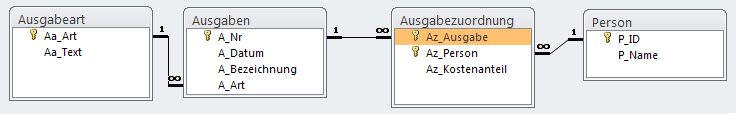 Ausgabeart
Aa_Art
Aa_Text
1
∞
Ausgaben
A_Nr
A_Datum
A_Bezeichnung
A_Art
1
∞
Ausgabezuordnung
Az_Ausgabe
Az_Person
Az_Kostenanteil
∞
1
Person
P_ID
P_Name